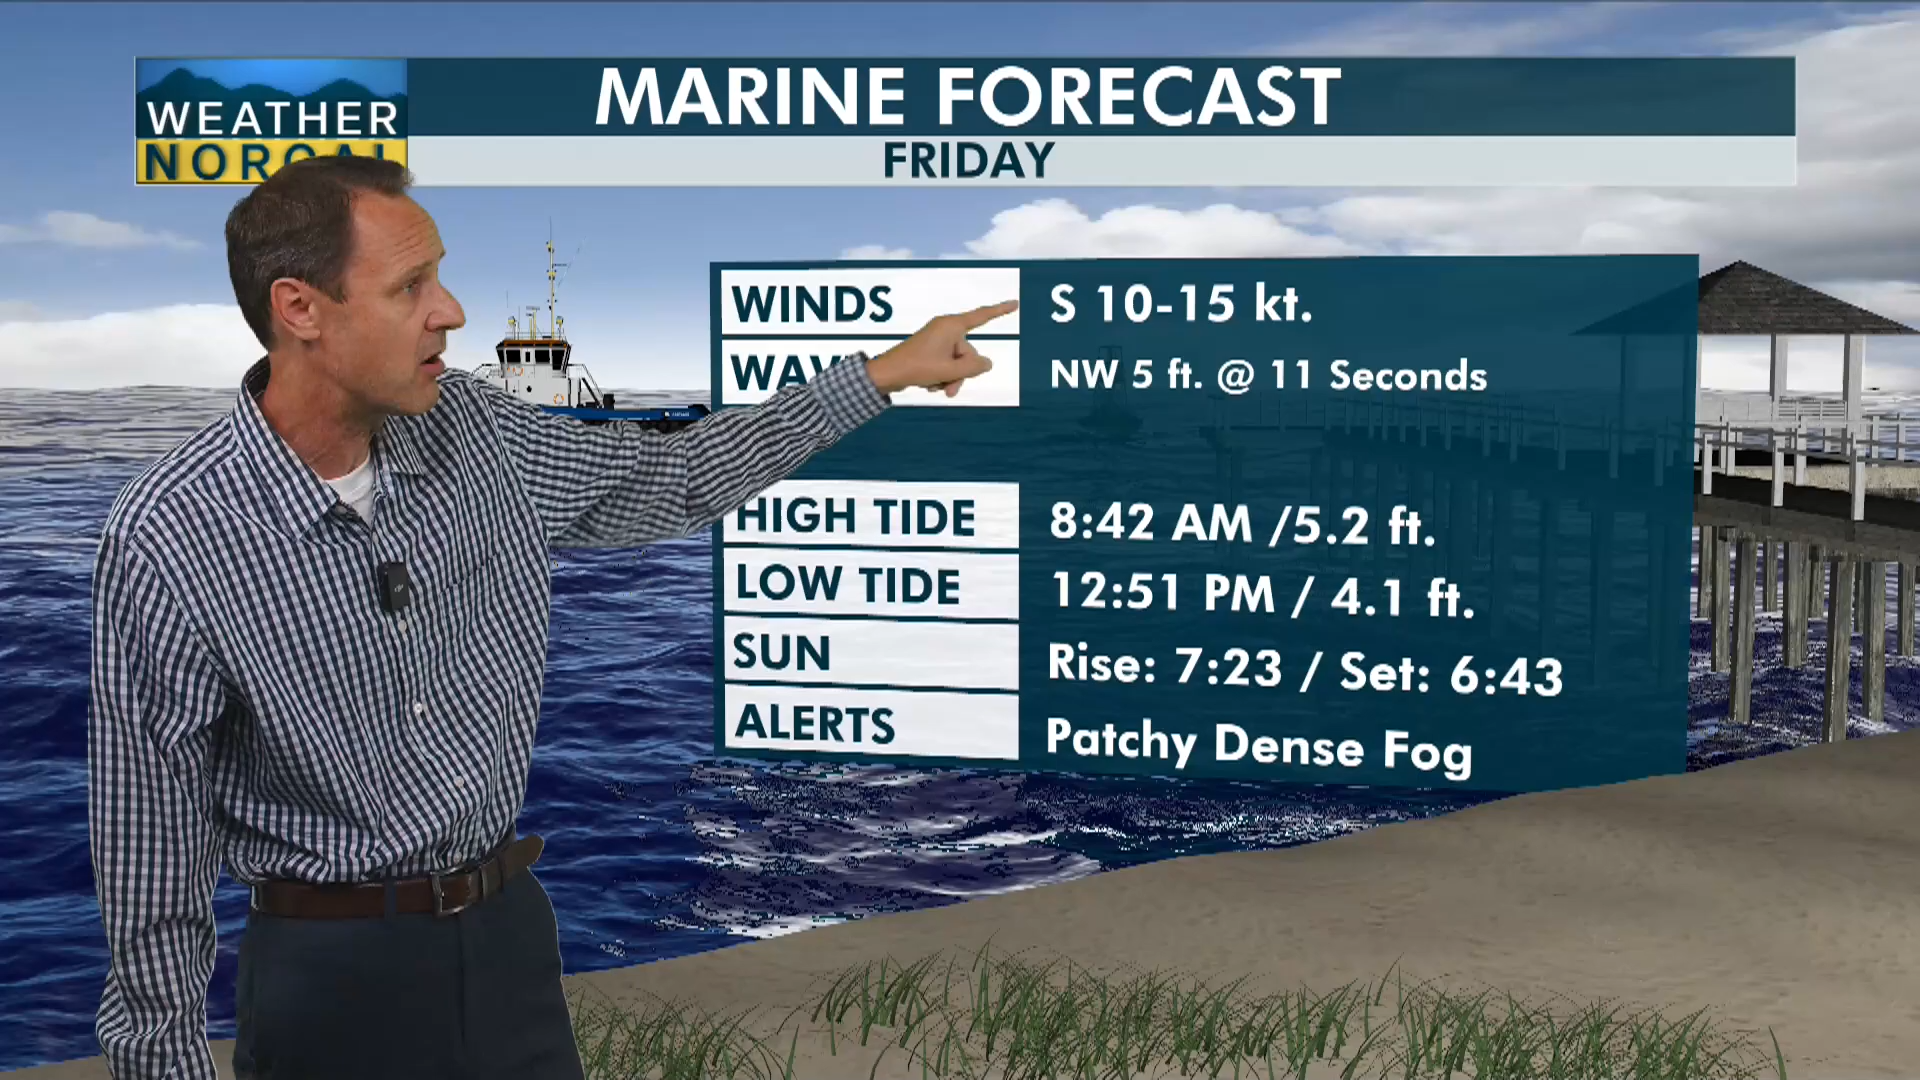 WEATHER
MARINE FORECAST
FRIDAY
WINDS S 10-15 kt.
NW 5 ft. @ 11 Seconds
HIGH TIDE 8:42 AM /5.2 ft.
LOW TIDE 12:51 PM / 4.1 ft.
SUN Rise: 7:23 / Set: 6:43
ALERTS Patchy Dense Fog